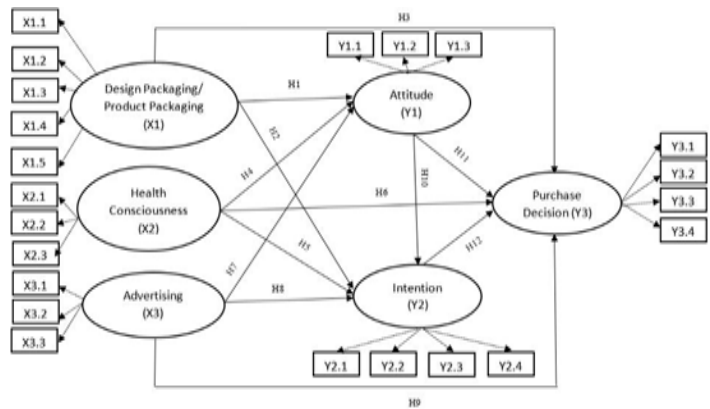 X1.1
X1.2
X1.3
X1.4
X1.5
X2.1
X2.2
X2.3
X3.1
X3.2
X3.3
Design Packaging/
Product Packaging
(X1)
Health
Consciousness
(X2)
Advertising
(X3)
H3
H1
H2
H4
H6
H5
H7
H8
H9
Y1.1
Y1.2
Y1.3
Attitude
(Y1)
H10
H11
H12
Intention
(Y2)
Y2.1
Y2.2
Y2.3
Y2.4
Purchase
Decision (Y3)
Y3.1
Y3.2
Y3.3
Y3.4